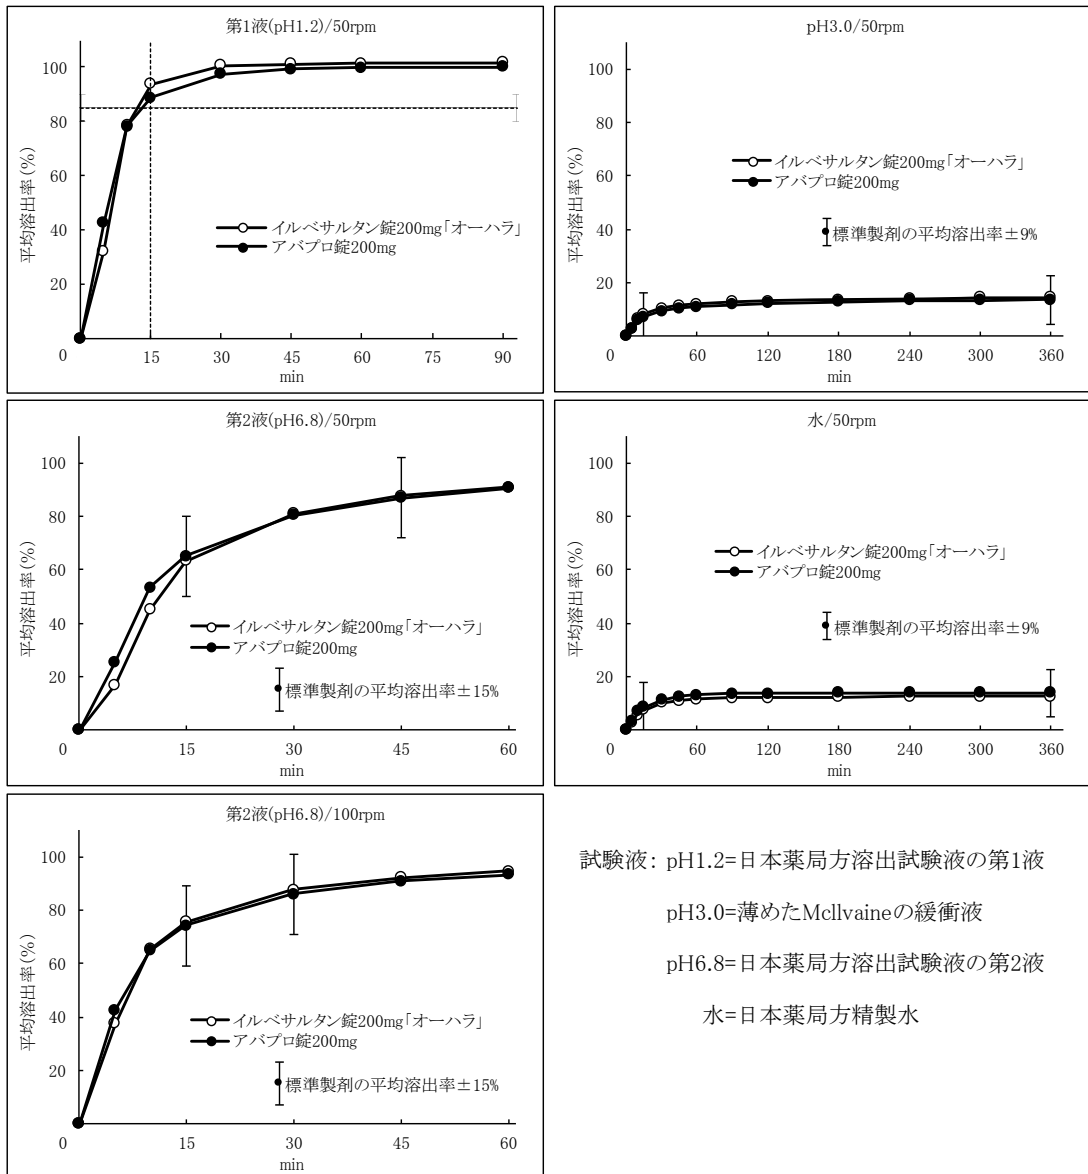 第1液(pH1.2)/50rpm
平均溶出率(%)
100
80
60
40
20
0
イルベサルタン錠200mg｢オーハラ｣
アバプロ錠200mg
15
30
45
60
75
90
min
pH3.0/50rpm
平均溶出率(%)
100
80
60
40
20
0
イルベサルタン錠200mg｢オーハラ｣
アバプロ錠200mg
標準製剤の平均溶出率±9%
60
120
180
240
300
360
min
第2液(pH6.8)/50rpm
平均溶出率(%)
100
80
60
40
20
0
イルベサルタン錠200mg｢オーハラ｣
アバプロ錠200mg
標準製剤の平均溶出率±15%
15
30
45
60
min
水/50rpm
平均溶出率(%)
100
80
60
40
20
0
イルベサルタン錠200mg｢オーハラ｣
アバプロ錠200mg
標準製剤の平均溶出率±9%
60
120
180
240
300
360
min
第2液(pH6.8)/100rpm
平均溶出率(%)
100
80
60
40
20
0
イルベサルタン錠200mg｢オーハラ｣
アバプロ錠200mg
標準製剤の平均溶出率±15%
15
30
45
60
min
試験液: pH1.2=日本薬局方溶出試験液の第1液
pH3.0=薄めたMcllvaineの緩衝液
pH6.8=日本薬局方溶出試験液の第2液
水=日本薬局方精製水